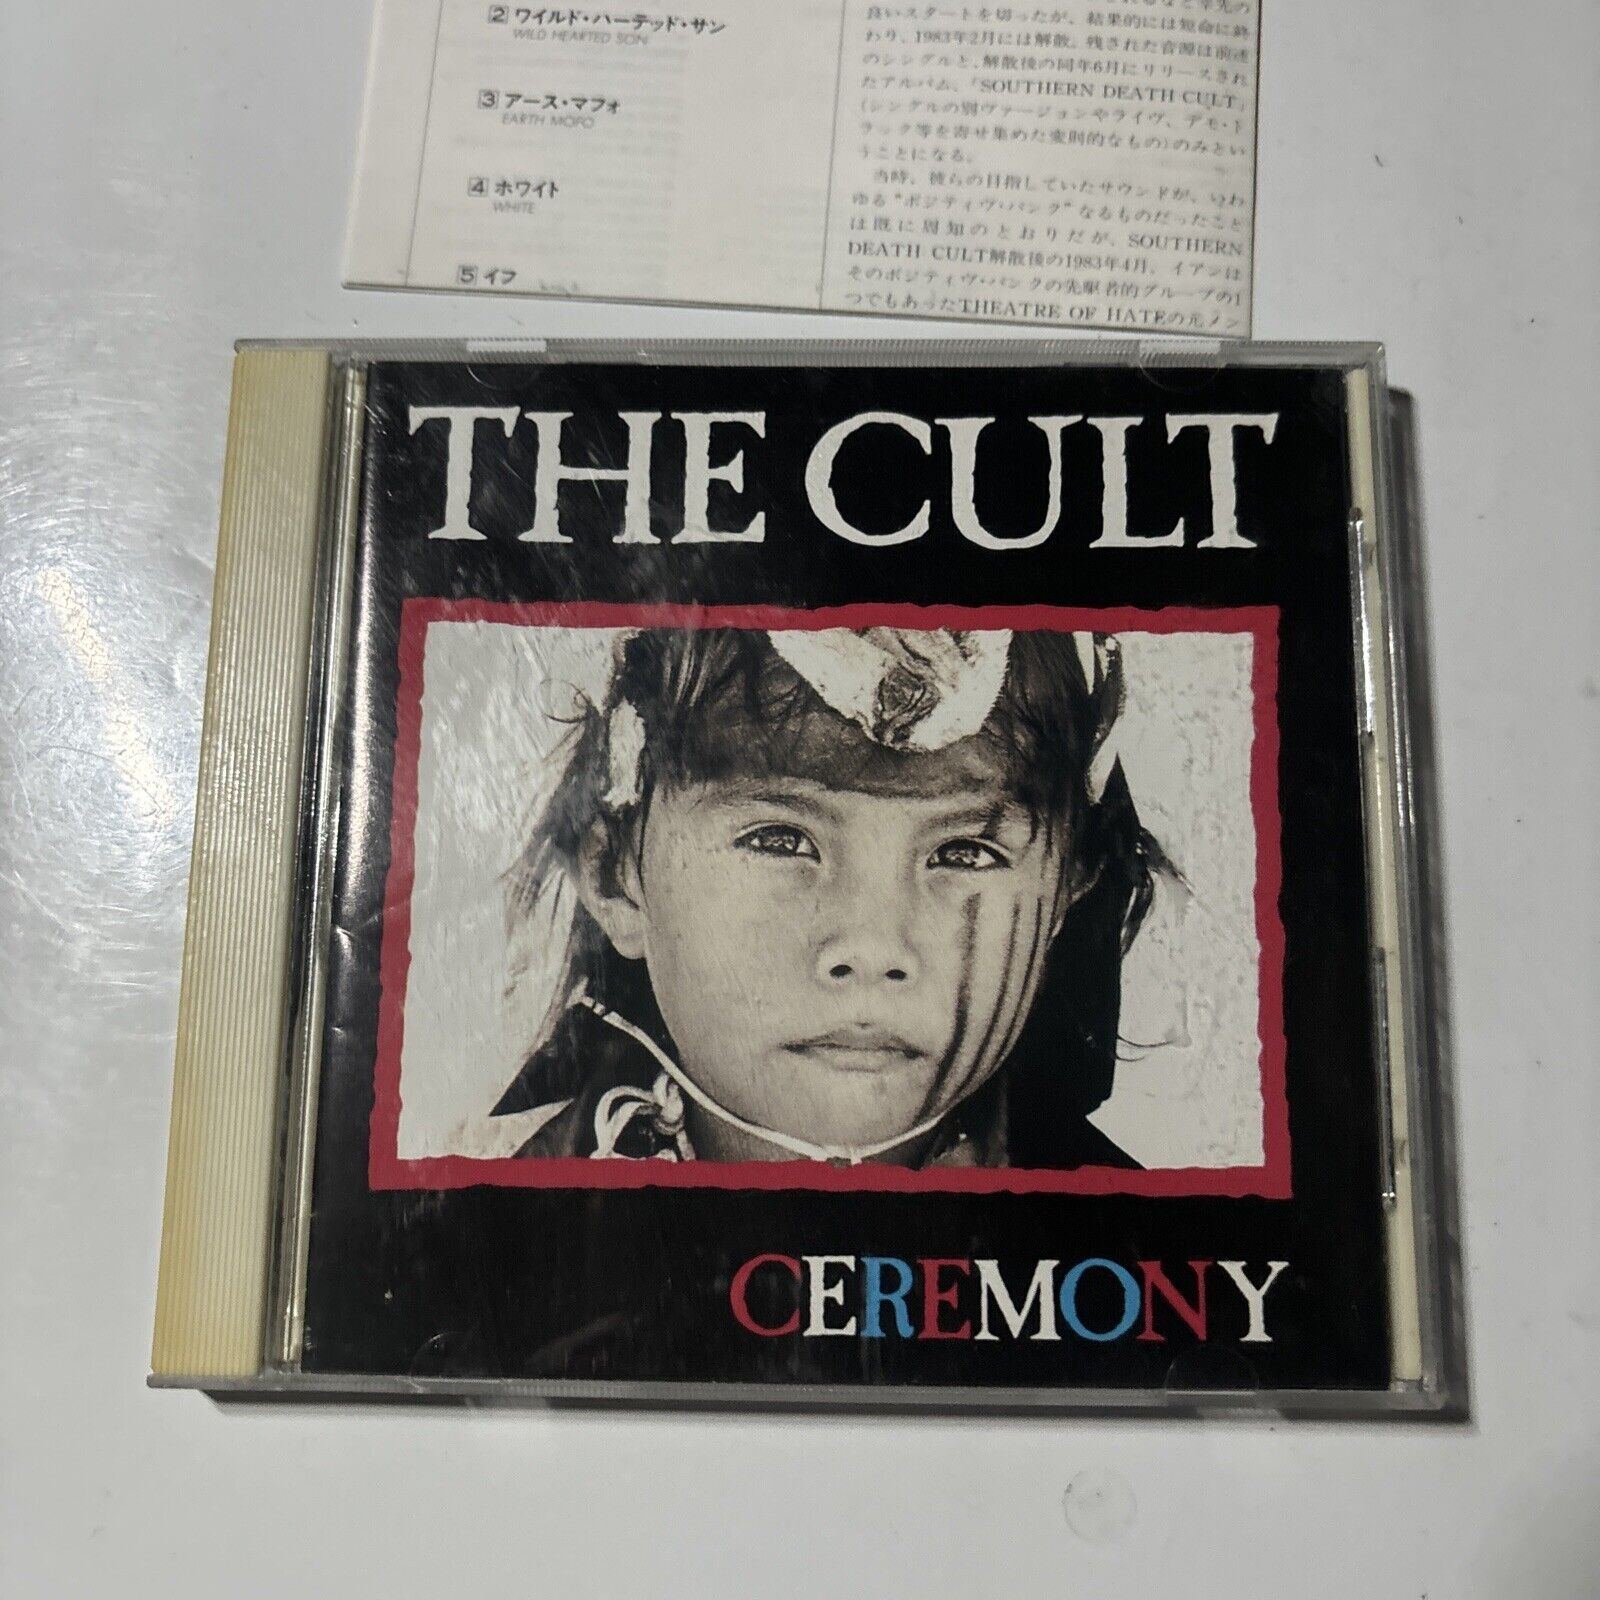 2 ワイルド・ハーテッド・サン
WILD HEARTED SON
3 アース・マフォ
EARTH MOFO
4 ホワイト
WHITE
5 イフ
良いスタートを切ったが、結果的には短命に終
わり、1983年2月には解散。残された音源は前述
のシングルと、解散後の同年6月にリリースされ
たアルバム、「SOUTHERN DEATH CULT」
(シングルの別ヴァージョンやライヴ、デモ・ト
ラック等を寄せ集めた変則的なもの)のみとい
うことになる。
当時、彼らの目指していたサウンドが、いわ
ゆる“ポジティヴ・パンク”なるものだったこと
は既に周知のとおりだが、SOUTHERN
DEATH CULT解散後の1983年4月、イアンは
そのポジティヴ・パンクの先駆者的グループの1
つでもあったTHEATRE OF HATEの元メン
THE CULT
CEREMONY